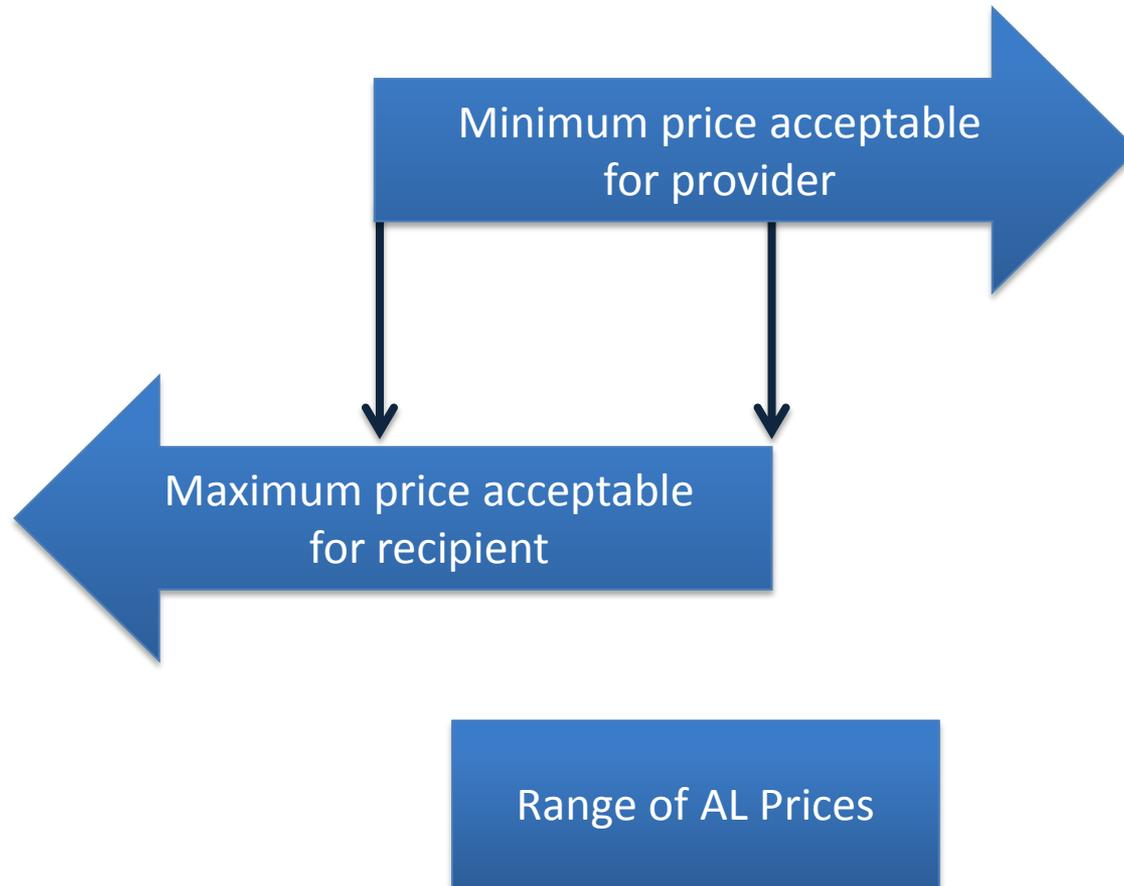 Minimum price acceptable
for provider
Maximum price acceptable
for recipient
Range of AL Prices